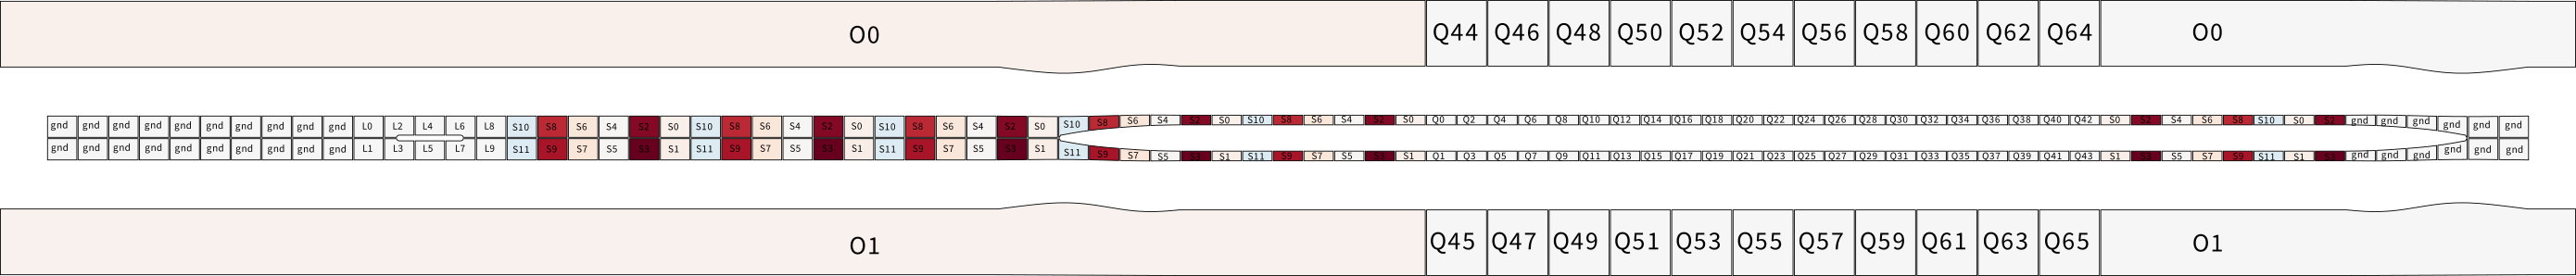 O0 Q44 Q46 Q48 Q50 Q52 Q54 Q56 Q58 Q60 Q62 Q64 O0
gnd gnd gnd gnd gnd gnd gnd gnd gnd gnd L0 L2 L4 L6 L8 S10 S8 S6 S4 S2 S0 S10 S8 S6 S4 S2 S0 S10 S8 S6 S4 S2 S0 S10 S8 S6 S4 S2 S0 S10 S8 S6 S4 S2 S0 Q0 Q2 Q4 Q6 Q8 Q10 Q12 Q14 Q16 Q18 Q20 Q22 Q24 Q26 Q28 Q30 Q32 Q34 Q36 Q38 Q40 Q42 S0 S2 S4 S6 S8 S10 S0 S2 gnd gnd gnd gnd gnd gnd
gnd gnd gnd gnd gnd gnd gnd gnd gnd gnd L1 L3 L5 L7 L9 S11 S9 S7 S5 S3 S1 S11 S9 S7 S5 S3 S1 S11 S9 S7 S5 S3 S1 S11 S9 S7 S5 S3 S1 S11 S9 S7 S5 S3 S1 Q1 Q3 Q5 Q7 Q9 Q11 Q13 Q15 Q17 Q19 Q21 Q23 Q25 Q27 Q29 Q31 Q33 Q35 Q37 Q39 Q41 Q43 S1 S3 S5 S7 S9 S11 S1 S3 gnd gnd gnd gnd gnd gnd
O1 Q45 Q47 Q49 Q51 Q53 Q55 Q57 Q59 Q61 Q63 Q65 O1